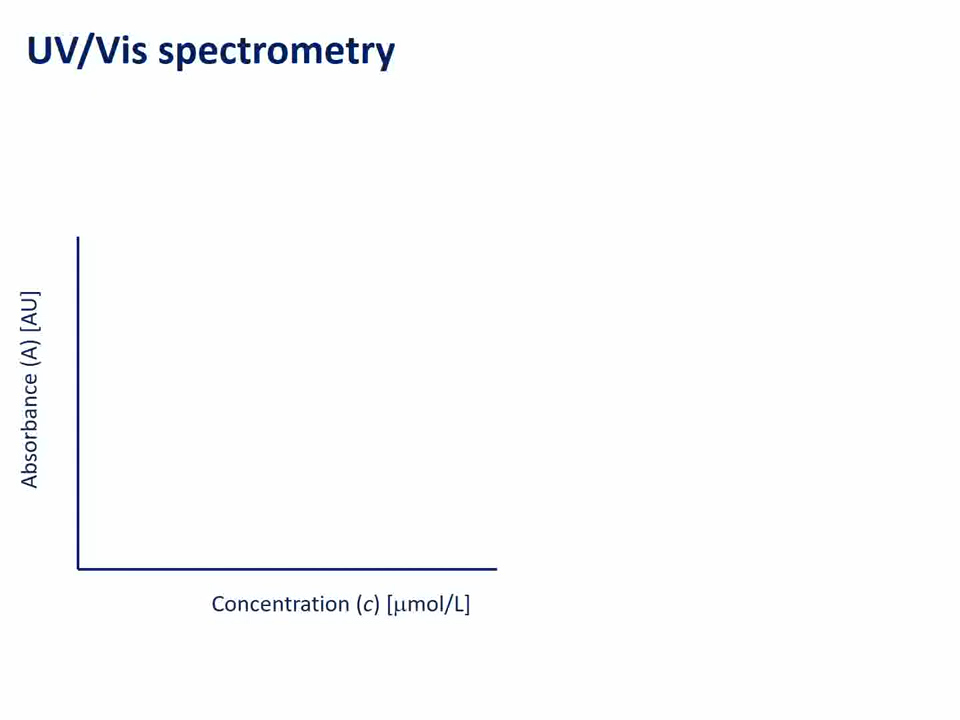 UV/Vis spectrometry
Absorbance (A) [AU]
Concentration (c) [μmol/L]